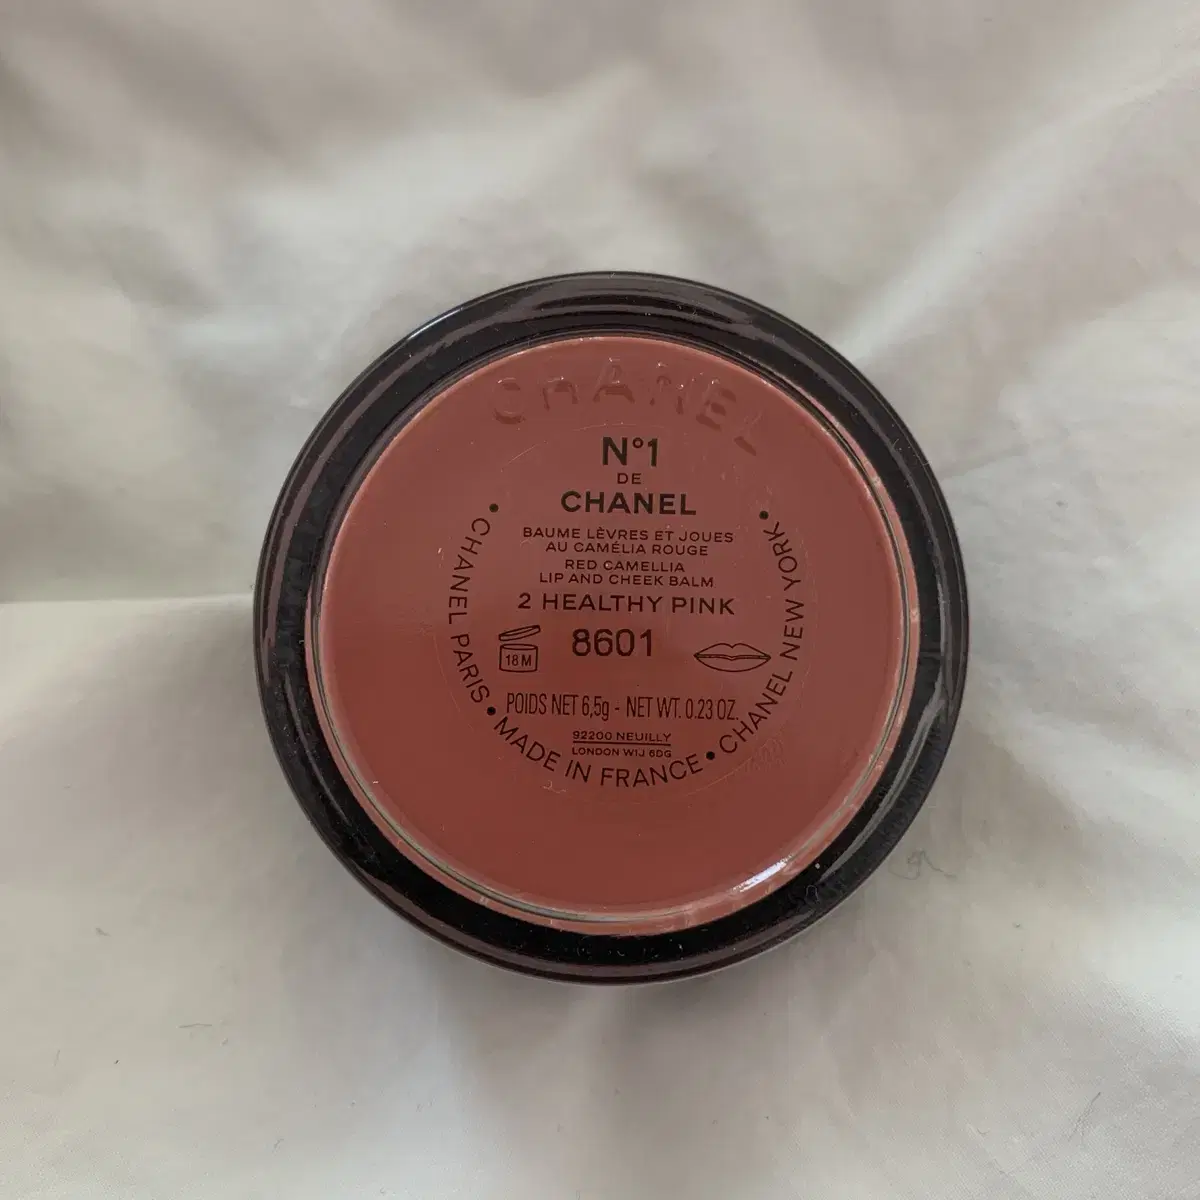 CHANEL
N°1
DE
CHANEL
BAUME LÈVRES ET JOUES
AU CAMÉLIA ROUGE
RED CAMELLIA
LIP AND CHEEK BALM
2 HEALTHY PINK
8601
18M
POIDS NET 6,5g - NET WT. 0.23 OZ.
92200 NEUILLY
LONDON W1J 6DG
• CHANEL PARIS • MADE IN FRANCE • CHANEL NEW YORK •